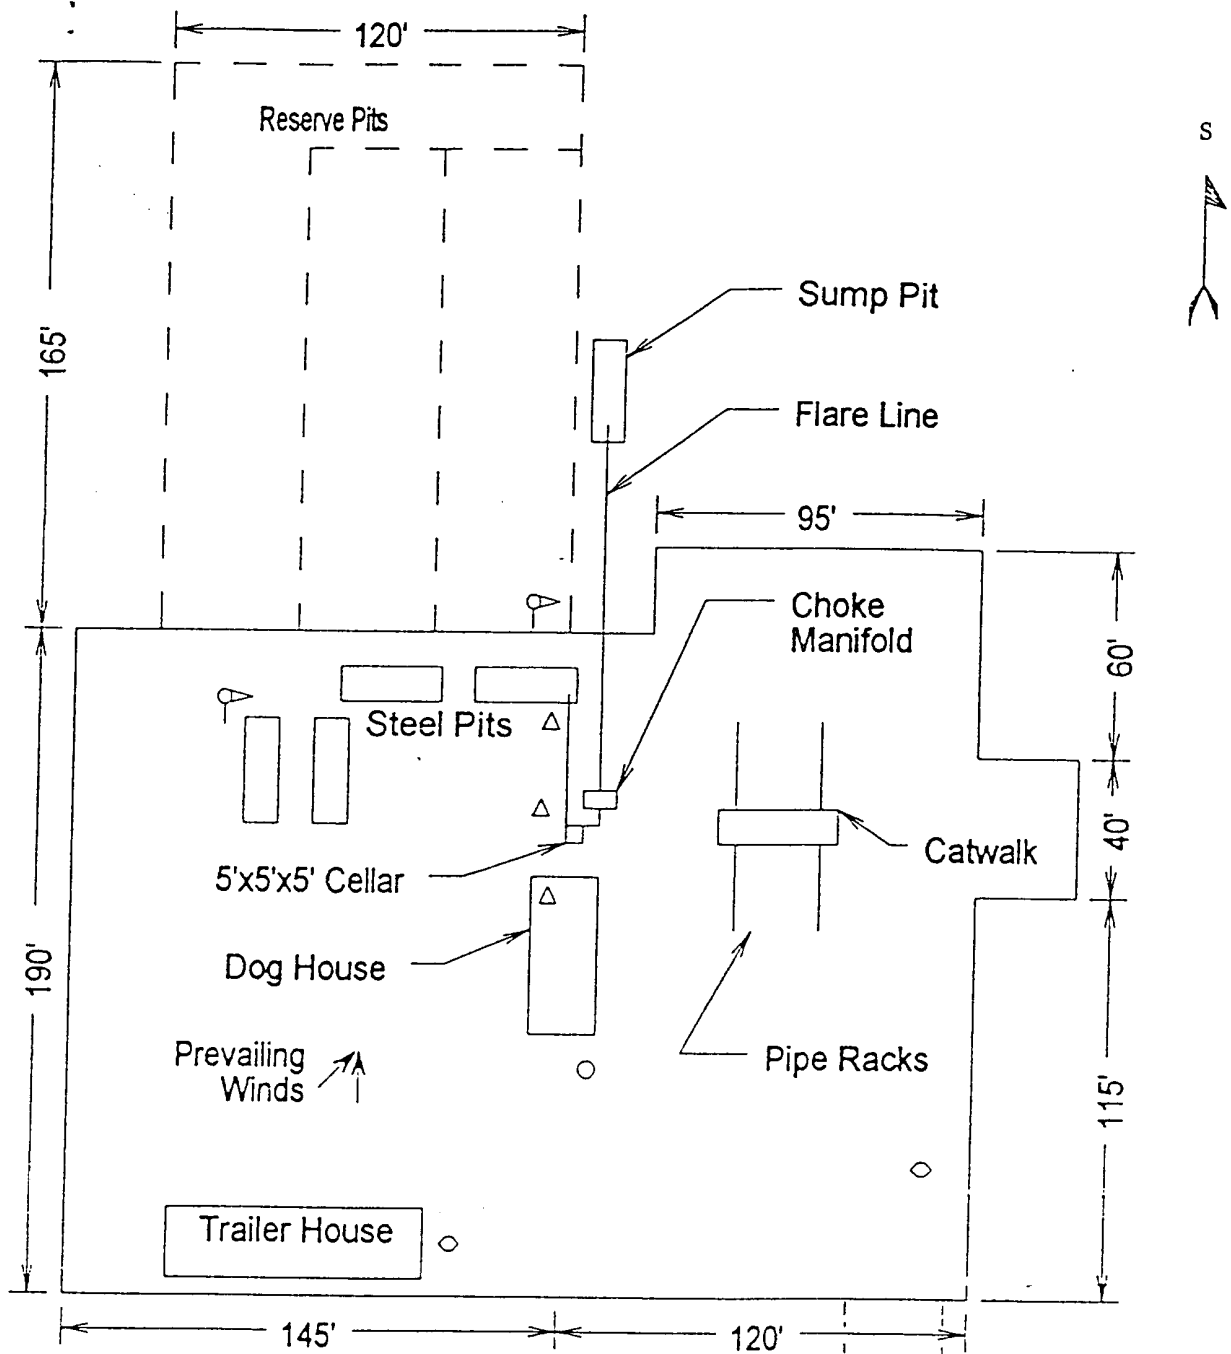 120'
Reserve Pits
S
Sump Pit
165'
Flare Line
95'
Choke
Manifold
60'
Steel Pits
40'
Catwalk
5'x5'x5' Cellar
Dog House
190'
Prevailing
Winds
Pipe Racks
115'
Trailer House
145'
120'